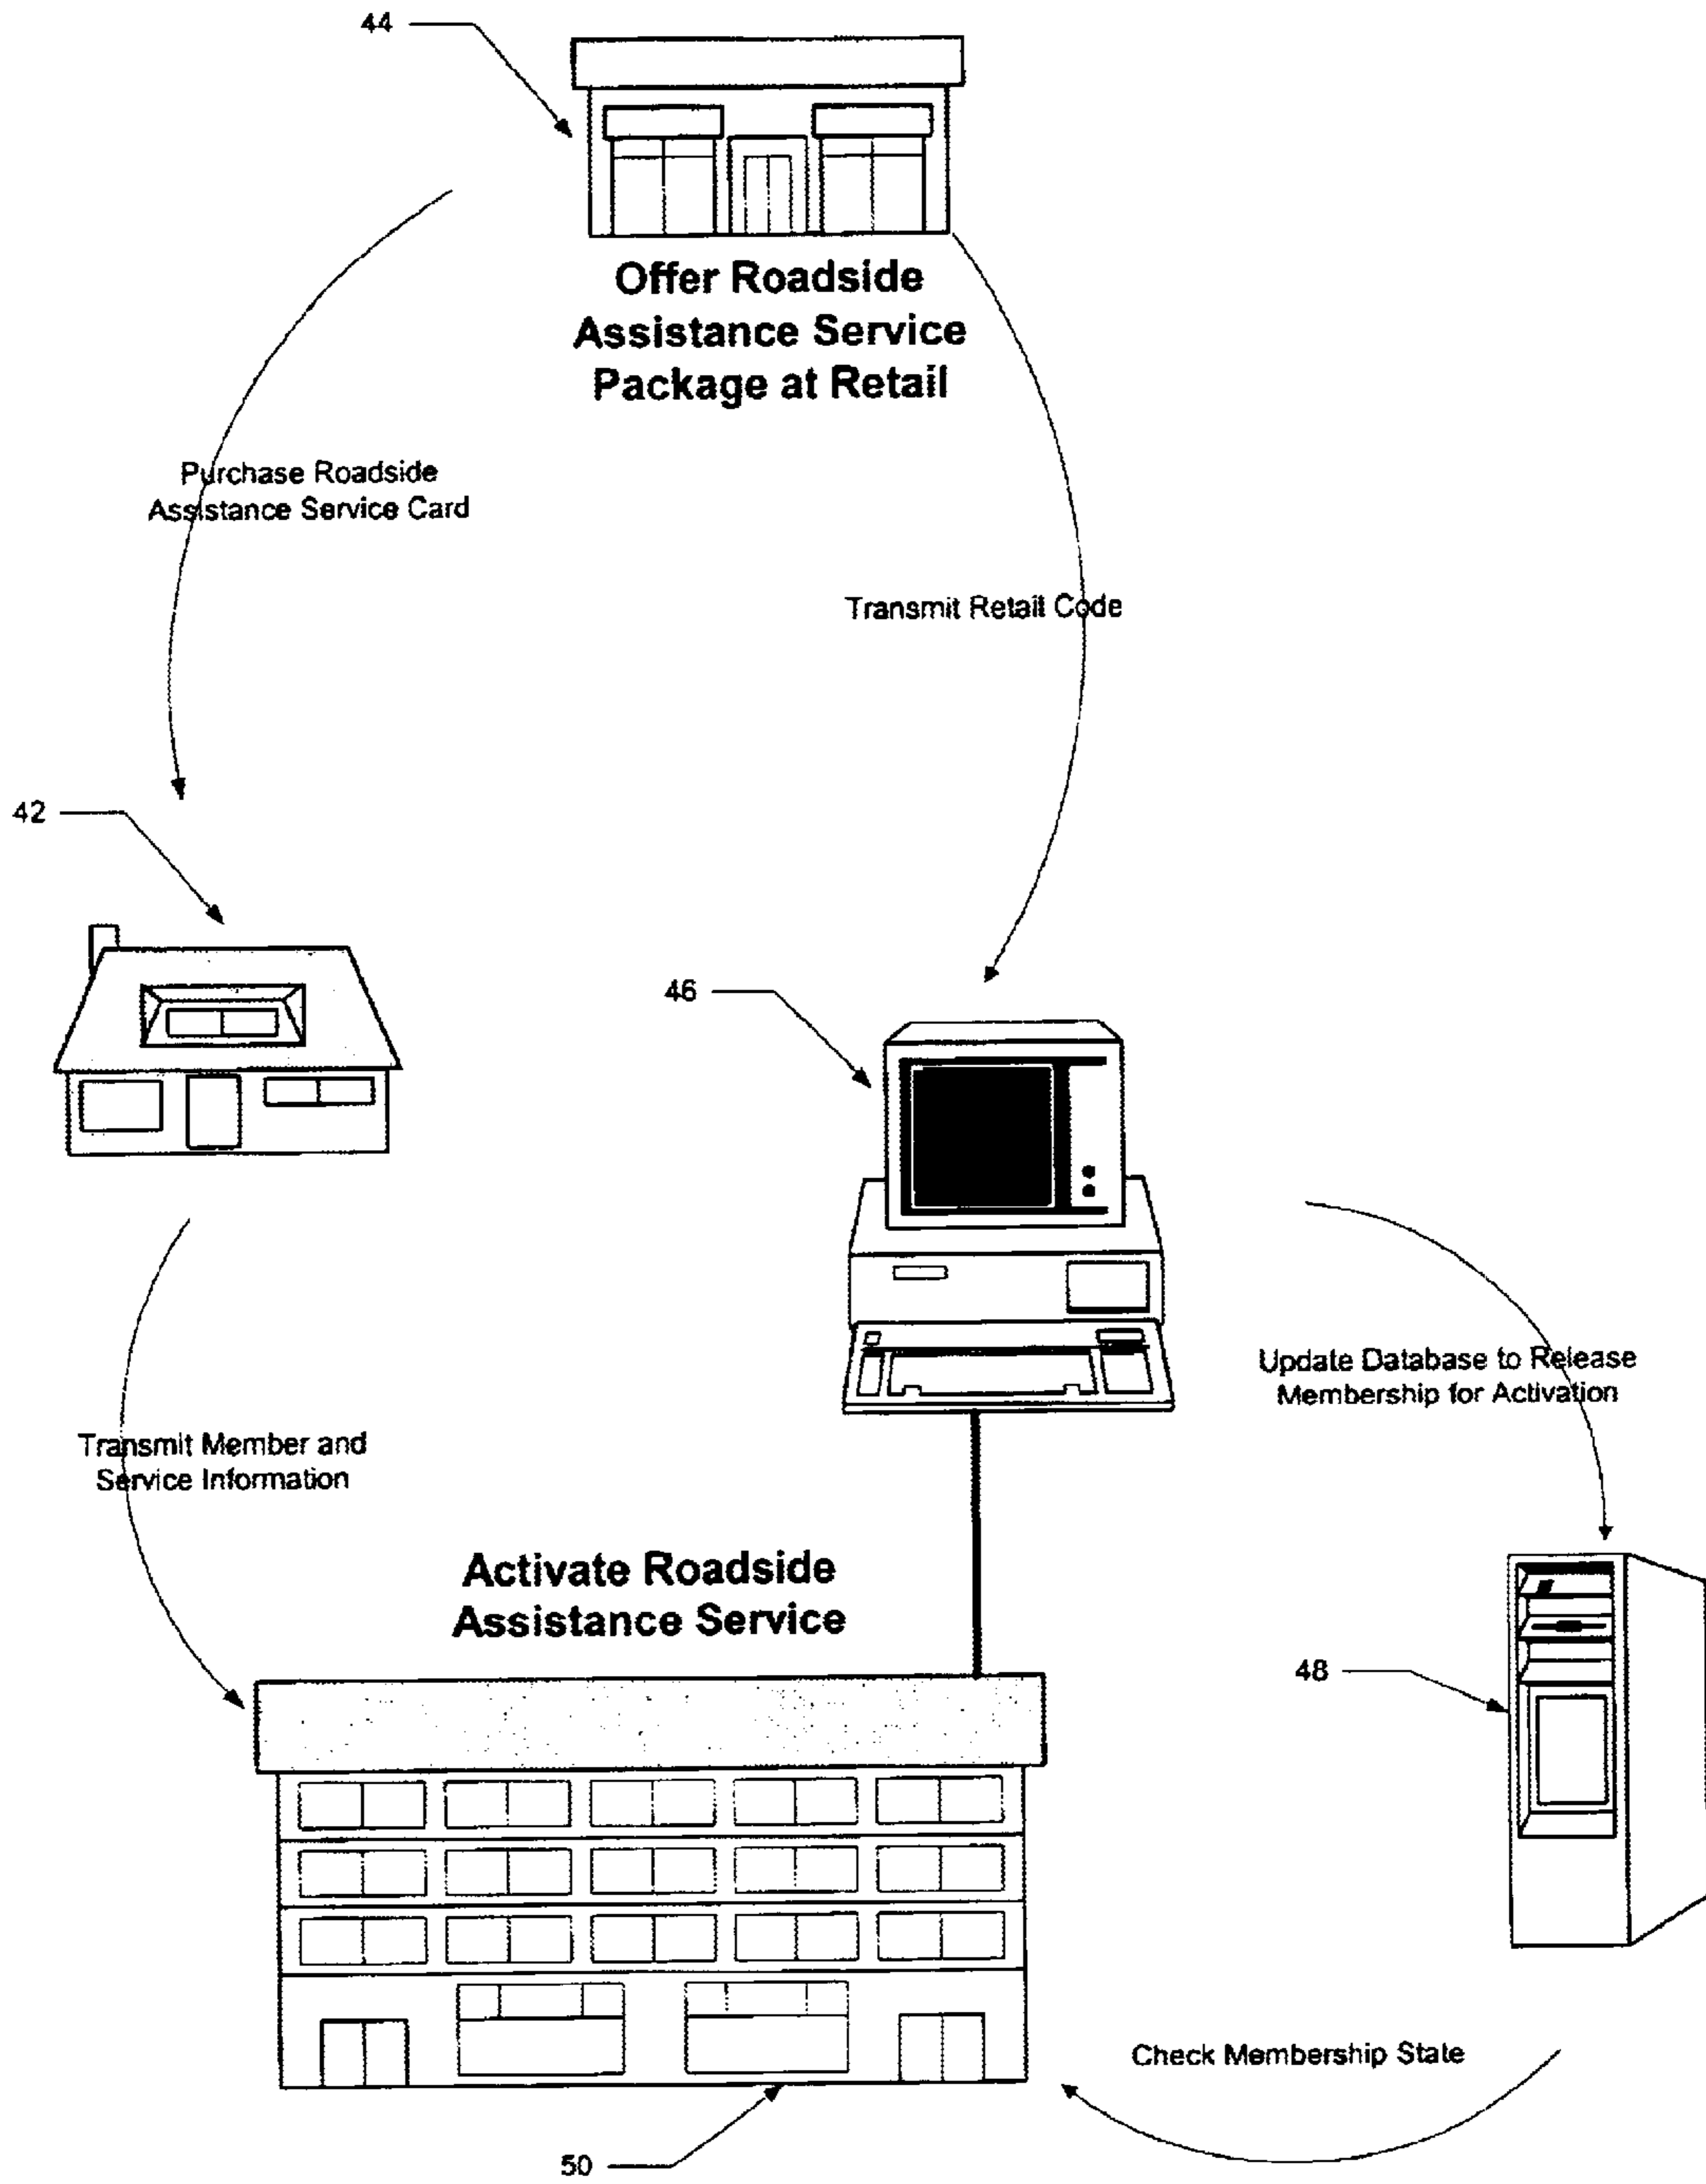 44
Offer Roadside
Assistance Service
Package at Retail
Purchase Roadside
Assistance Service Card
Transmit Retail Code
42
46
Update Database to Release
Membership for Activation
Transmit Member and
Service Information
Activate Roadside
Assistance Service
48
Check Membership State
50